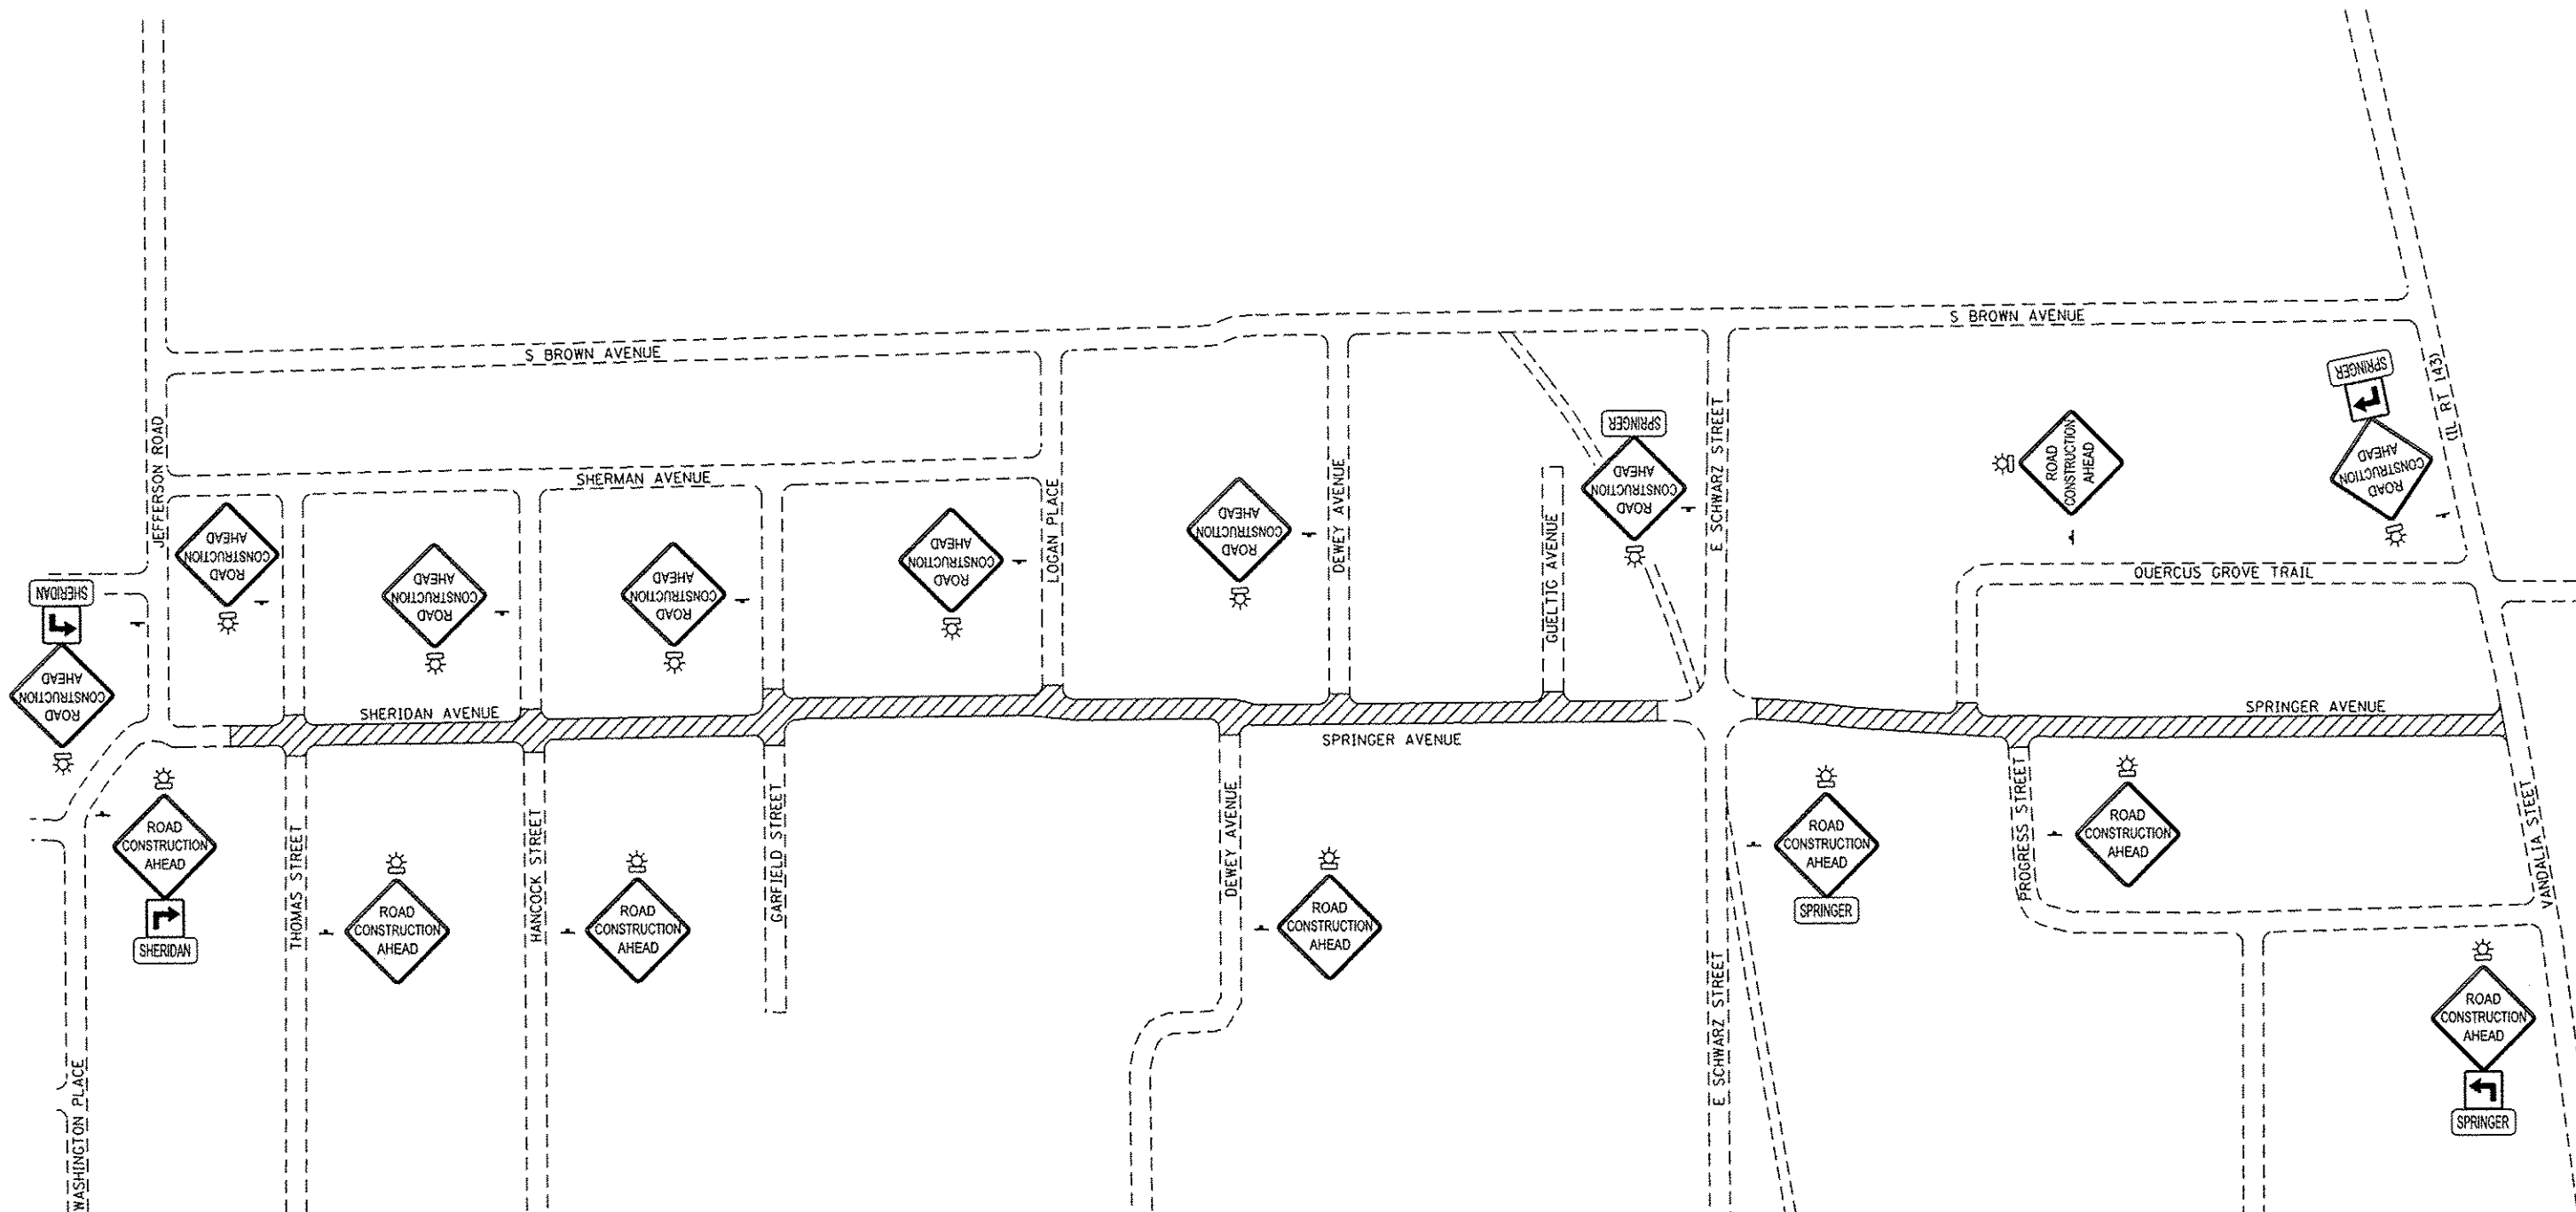 S BROWN AVENUE
S BROWN AVENUE
SPRINGER
ROAD
CONSTRUCTION
AHEAD
(IL RT 143)
JEFFERSON ROAD
SHERMAN AVENUE
LOGAN PLACE
DEWEY AVENUE
GUELTIG AVENUE
SPRINGER
ROAD
CONSTRUCTION
AHEAD
E SCHWARZ STREET
ROAD
CONSTRUCTION
AHEAD
QUERCUS GROVE TRAIL
SHERIDAN
ROAD
CONSTRUCTION
AHEAD
ROAD
CONSTRUCTION
AHEAD
ROAD
CONSTRUCTION
AHEAD
ROAD
CONSTRUCTION
AHEAD
ROAD
CONSTRUCTION
AHEAD
ROAD
CONSTRUCTION
AHEAD
SHERIDAN AVENUE
SPRINGER AVENUE
SPRINGER AVENUE
ROAD
CONSTRUCTION
AHEAD
SHERIDAN
THOMAS STREET
ROAD
CONSTRUCTION
AHEAD
HANCOCK STREET
ROAD
CONSTRUCTION
AHEAD
GARFIELD STREET
DEWEY AVENUE
ROAD
CONSTRUCTION
AHEAD
E SCHWARZ STREET
ROAD
CONSTRUCTION
AHEAD
SPRINGER
PROGRESS STREET
ROAD
CONSTRUCTION
AHEAD
VANDALIA STEET
ROAD
CONSTRUCTION
AHEAD
SPRINGER
WASHINGTON PLACE